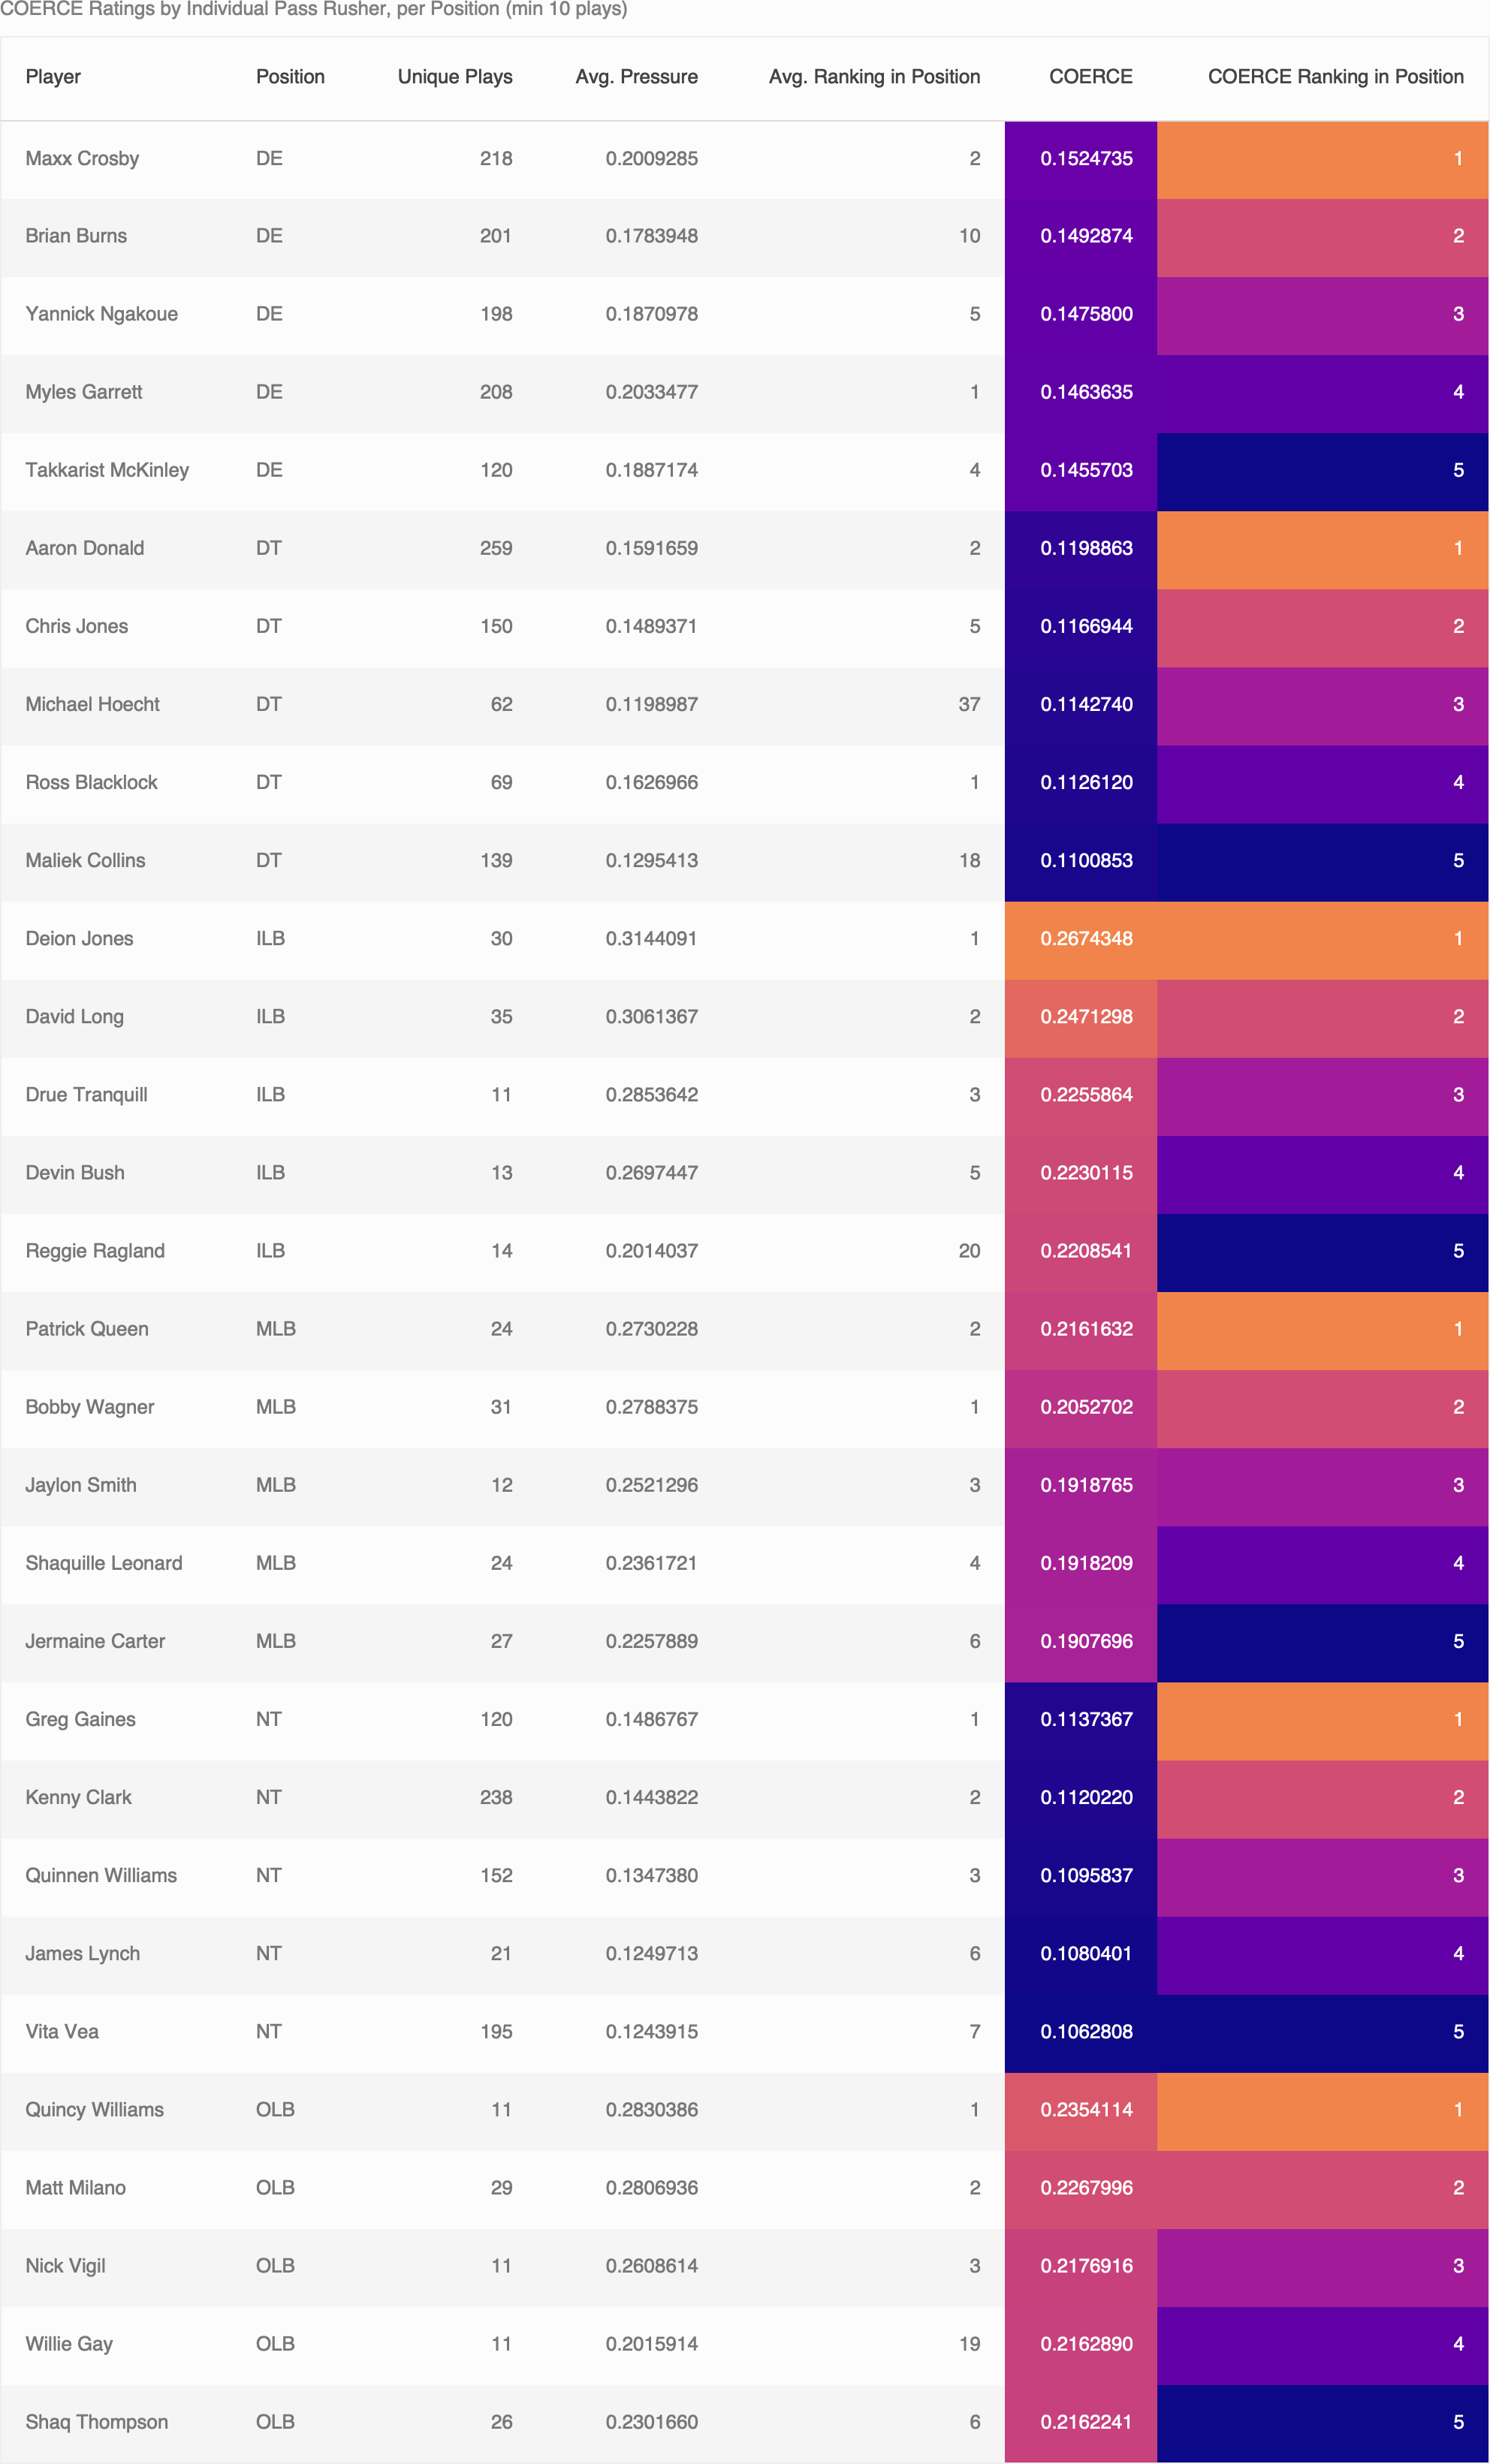 COERCE Ratings by Individual Pass Rusher, per Position (min 10 plays)
Player Position Unique Plays Avg. Pressure Avg. Ranking in Position COERCE COERCE Ranking in Position
Maxx Crosby DE 218 0.2009285 2 0.1524735 1
Brian Burns DE 201 0.1783948 10 0.1492874 2
Yannick Ngakoue DE 198 0.1870978 5 0.1475800 3
Myles Garrett DE 208 0.2033477 1 0.1463635 4
Takkarist McKinley DE 120 0.1887174 4 0.1455703 5
Aaron Donald DT 259 0.1591659 2 0.1198863 1
Chris Jones DT 150 0.1489371 5 0.1166944 2
Michael Hoecht DT 62 0.1198987 37 0.1142740 3
Ross Blacklock DT 69 0.1626966 1 0.1126120 4
Maliek Collins DT 139 0.1295413 18 0.1100853 5
Deion Jones ILB 30 0.3144091 1 0.2674348 1
David Long ILB 35 0.3061367 2 0.2471298 2
Drue Tranquill ILB 11 0.2853642 3 0.2255864 3
Devin Bush ILB 13 0.2697447 5 0.2230115 4
Reggie Ragland ILB 14 0.2014037 20 0.2208541 5
Patrick Queen MLB 24 0.2730228 2 0.2161632 1
Bobby Wagner MLB 31 0.2788375 1 0.2052702 2
Jaylon Smith MLB 12 0.2521296 3 0.1918765 3
Shaquille Leonard MLB 24 0.2361721 4 0.1918209 4
Jermaine Carter MLB 27 0.2257889 6 0.1907696 5
Greg Gaines NT 120 0.1486767 1 0.1137367 1
Kenny Clark NT 238 0.1443822 2 0.1120220 2
Quinnen Williams NT 152 0.1347380 3 0.1095837 3
James Lynch NT 21 0.1249713 6 0.1080401 4
Vita Vea NT 195 0.1243915 7 0.1062808 5
Quincy Williams OLB 11 0.2830386 1 0.2354114 1
Matt Milano OLB 29 0.2806936 2 0.2267996 2
Nick Vigil OLB 11 0.2608614 3 0.2176916 3
Willie Gay OLB 11 0.2015914 19 0.2162890 4
Shaq Thompson OLB 26 0.2301660 6 0.2162241 5